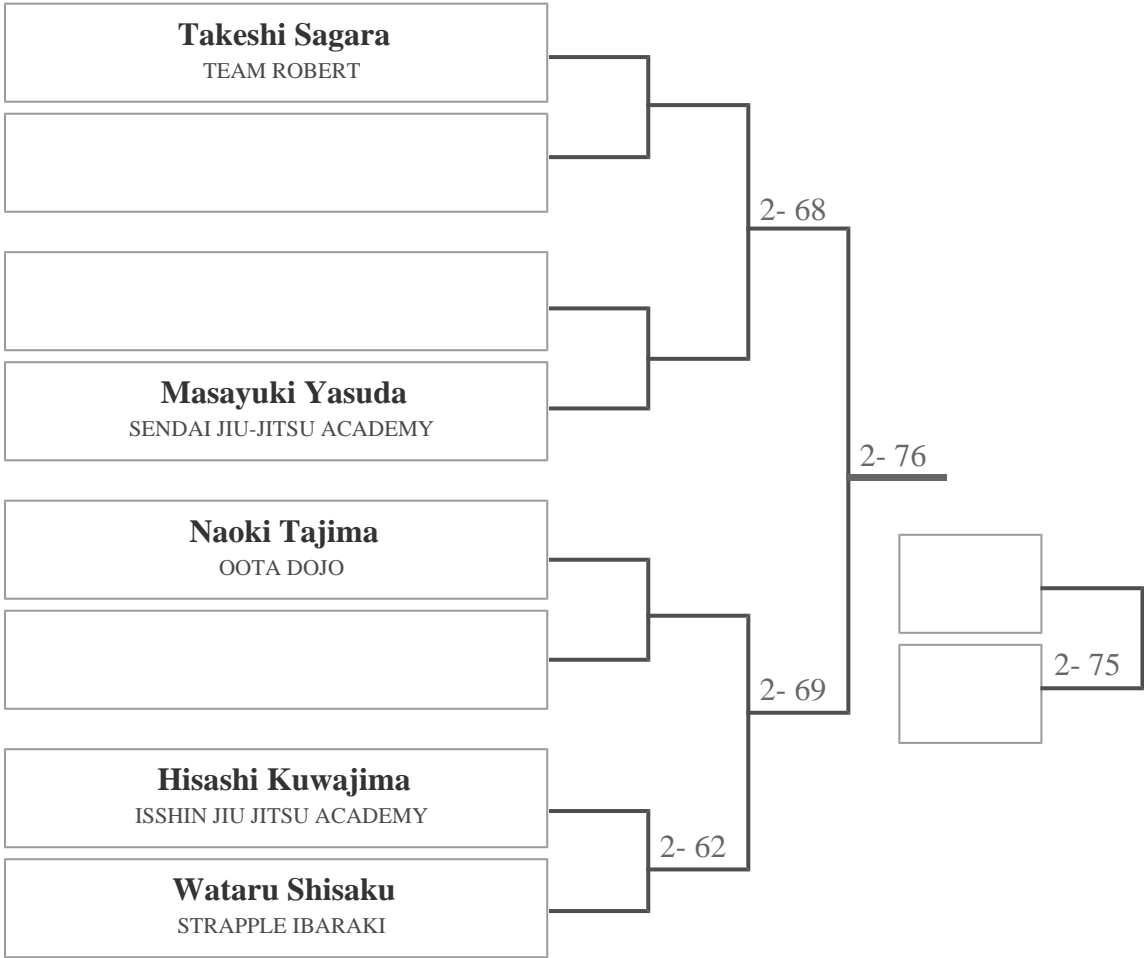 Takeshi Sagara
TEAM ROBERT
2- 68
Masayuki Yasuda
SENDAI JIU-JITSU ACADEMY
2- 76
Naoki Tajima
OOTA DOJO
2- 75
2- 69
Hisashi Kuwajima
ISSHIN JIU JITSU ACADEMY
2- 62
Wataru Shisaku
STRAPPLE IBARAKI